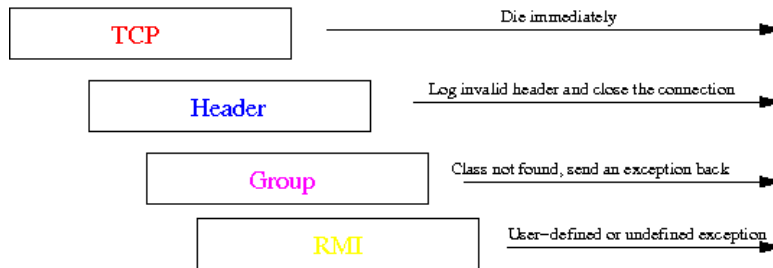 TCP
Die immediately
Header
Log invalid header and close the connection
Group
Class not found, send an exception back
RMI
User-defined or undefined exception